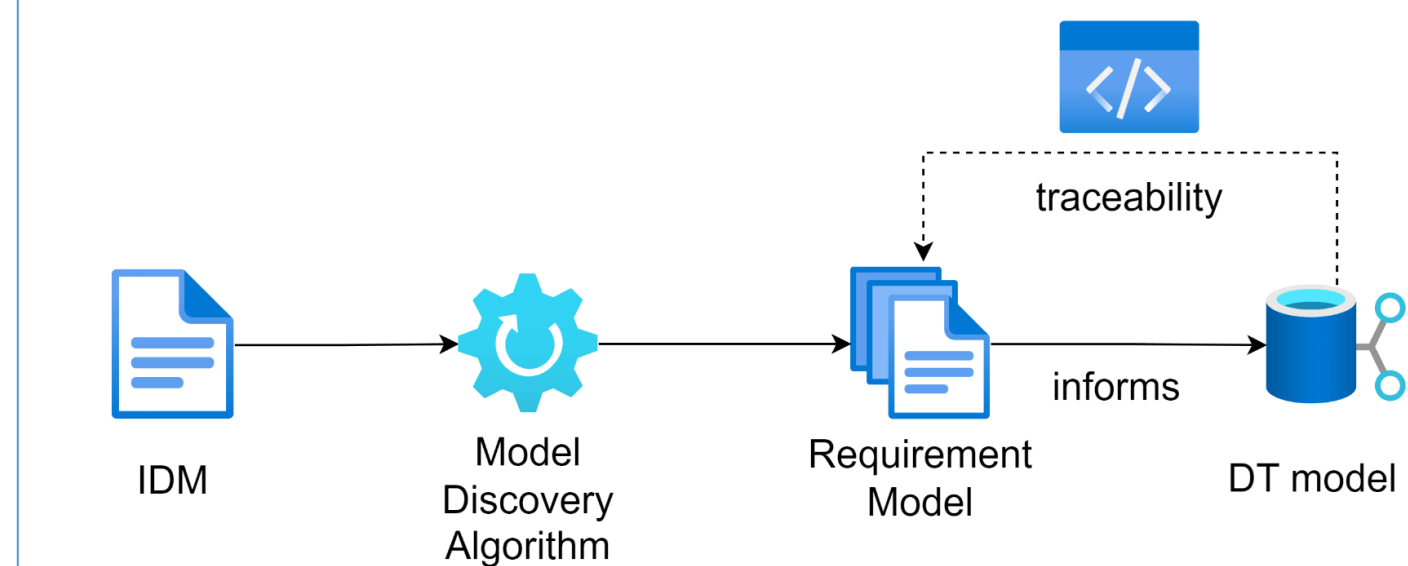 traceability
informs
IDM
Model
Discovery
Algorithm
Requirement
Model
DT model